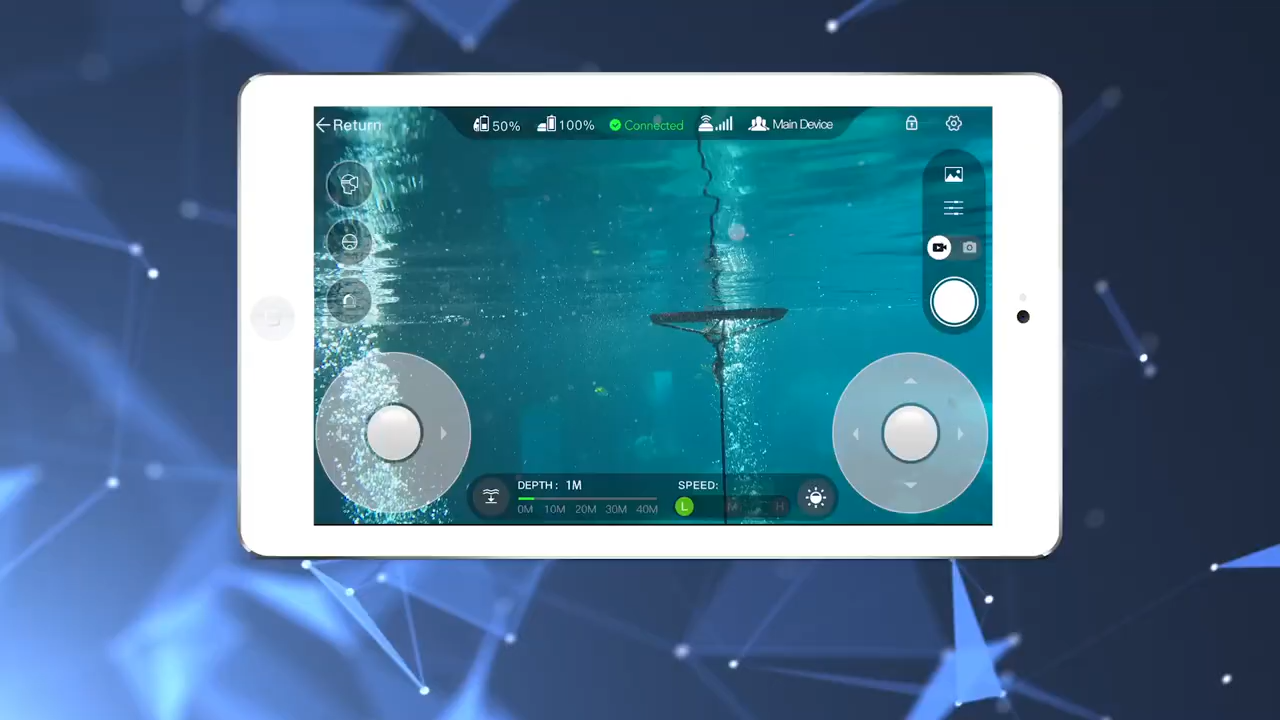 Return
50%
100%
Connected
Main Device
DEPTH : 1M
0M 10M 20M 30M 40M
SPEED:
L M H